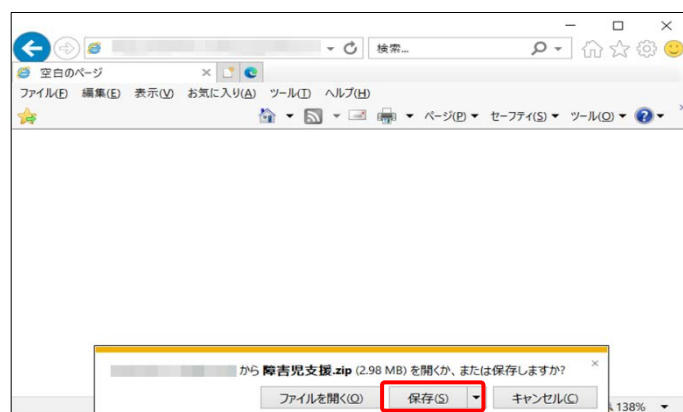 検索...
空白のページ
ファイル(F) 編集(E) 表示(V) お気に入り(A) ツール(T) ヘルプ(H)
ページ(P) セーフティ(S) ツール(O)
から 障害児支援.zip (2.98 MB) を開くか、または保存しますか?
ファイルを開く(O) 保存(S) キャンセル(C)
138%